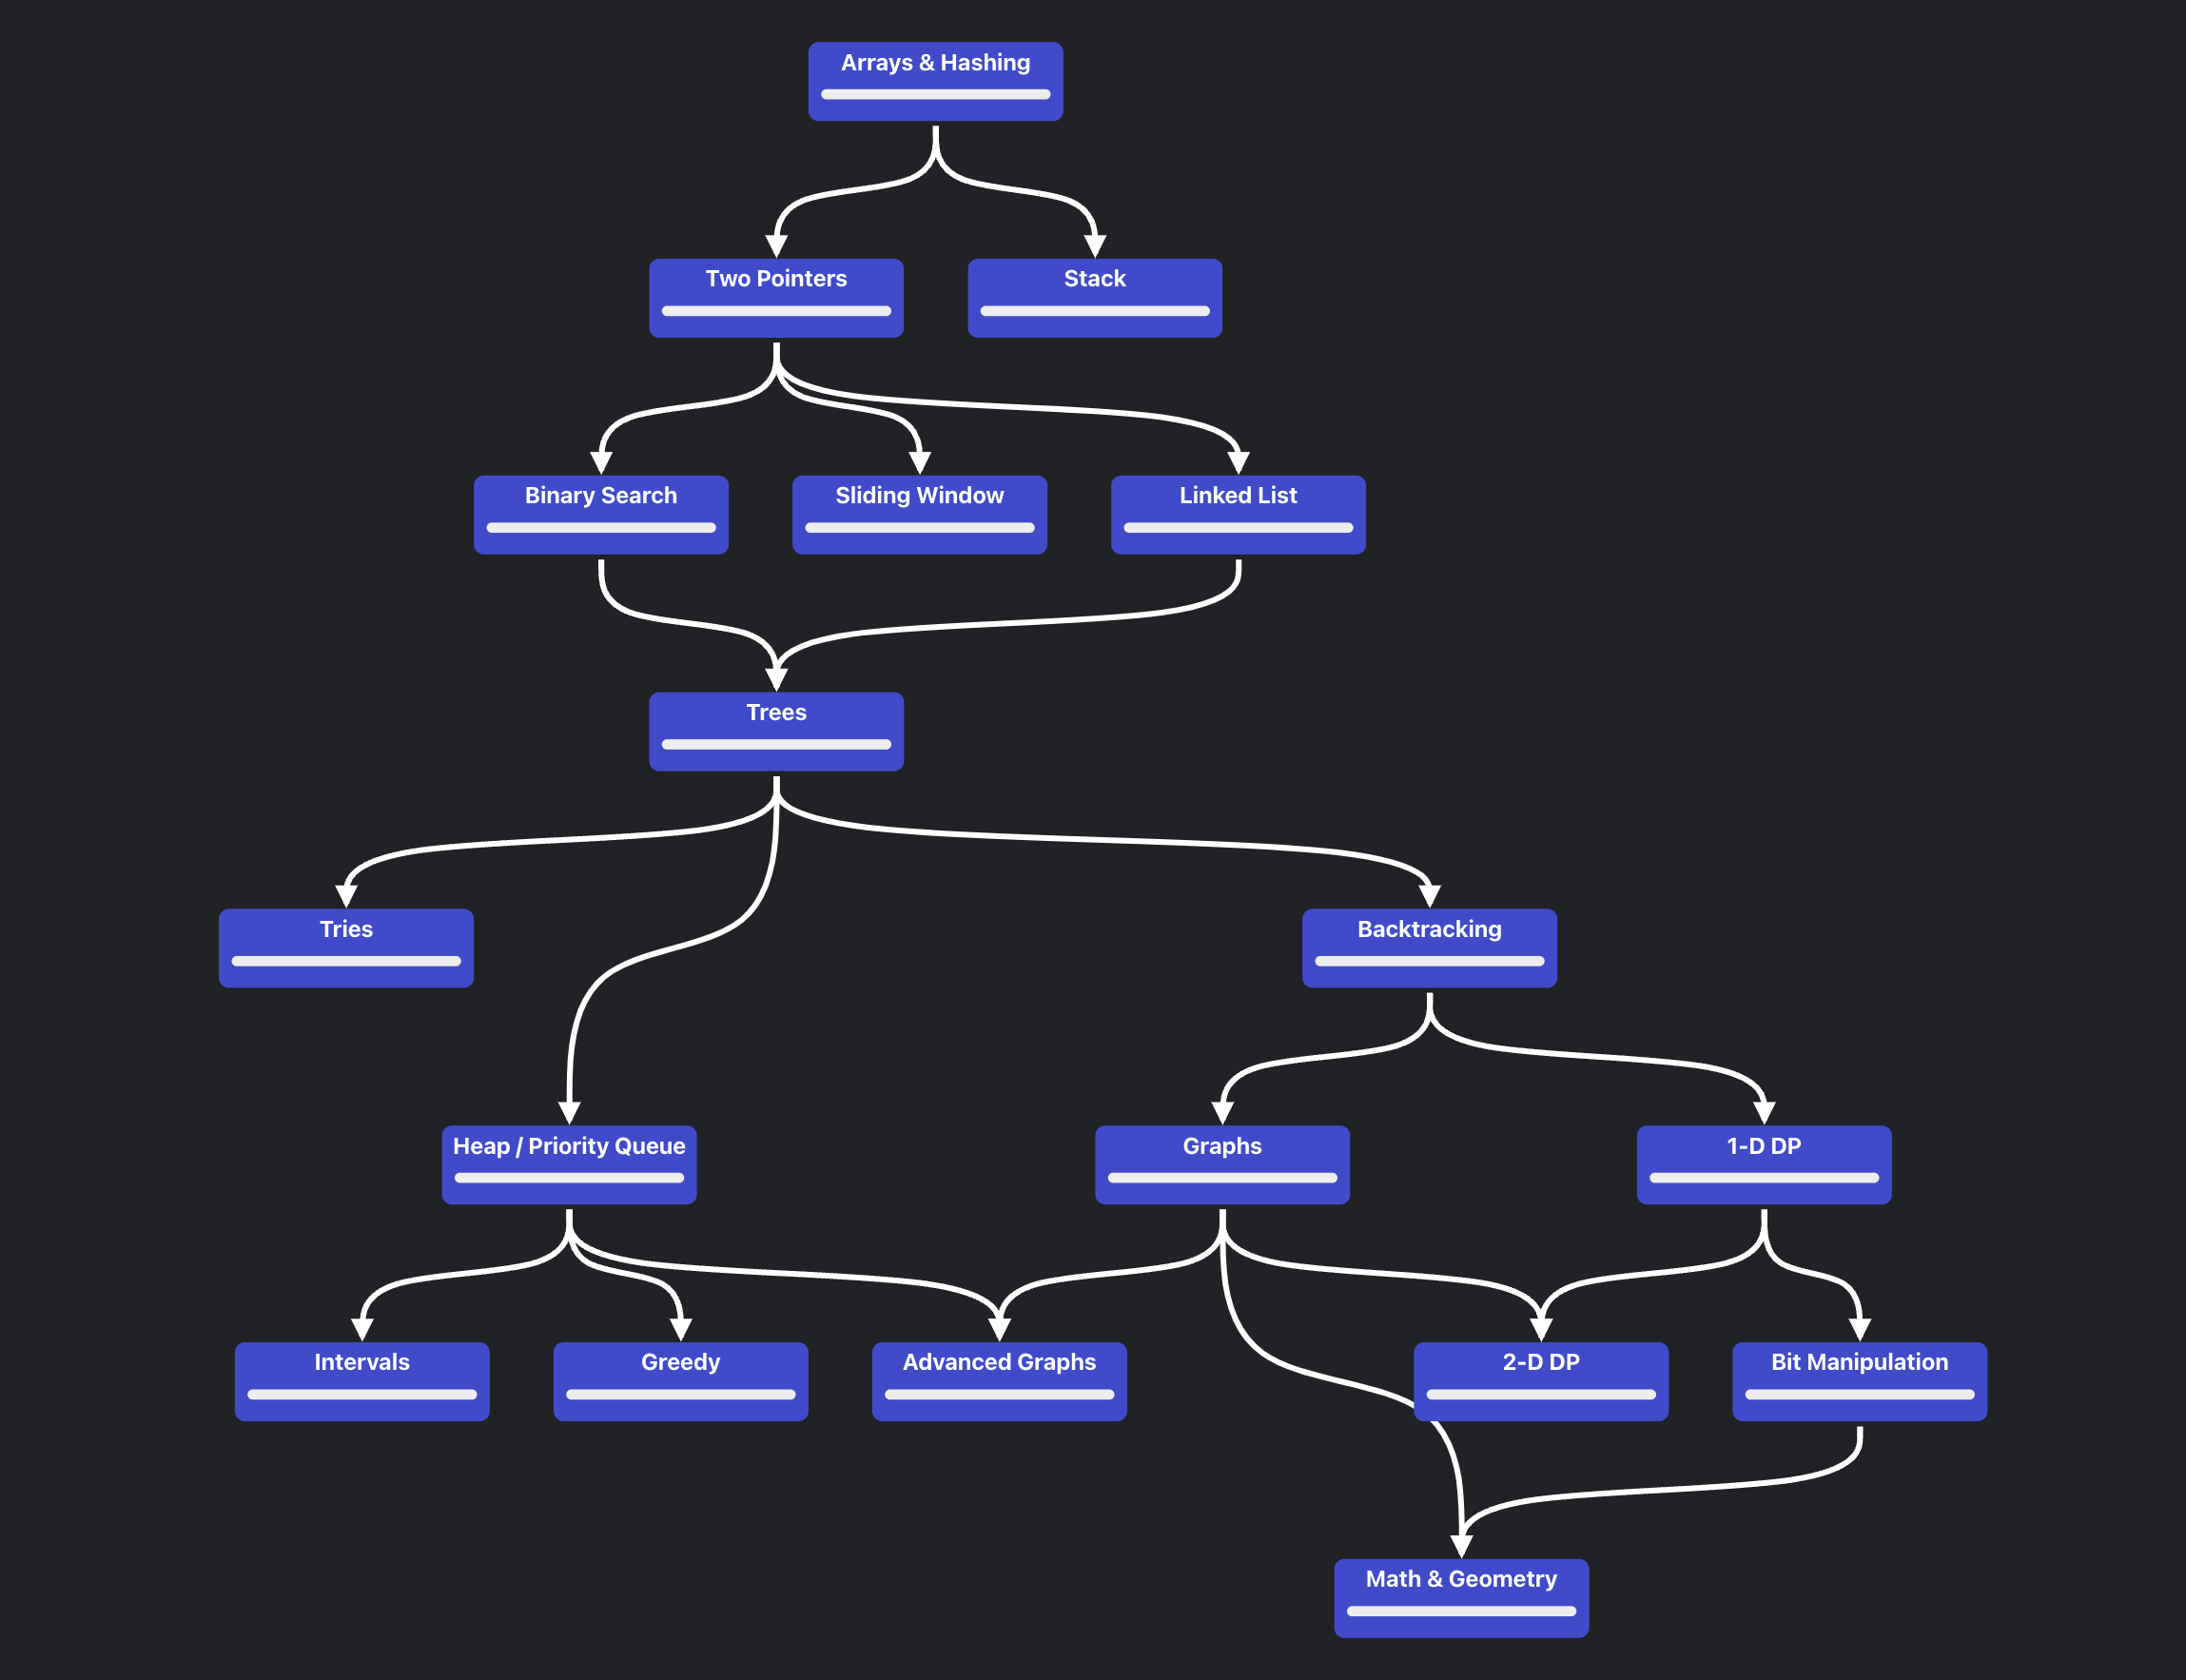 Arrays & Hashing
Two Pointers
Stack
Binary Search
Sliding Window
Linked List
Trees
Tries
Backtracking
Heap / Priority Queue
Graphs
1-D DP
Intervals
Greedy
Advanced Graphs
2-D DP
Bit Manipulation
Math & Geometry